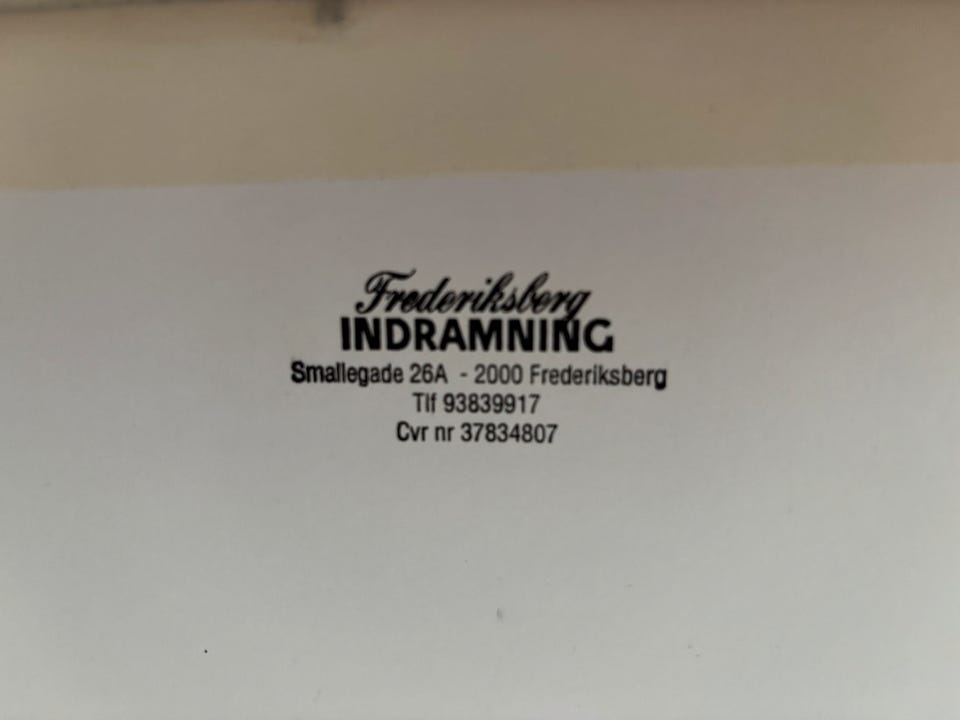 Frederiksberg
INDRAMNING
Smallegade 26A - 2000 Frederiksberg
Tlf 93839917
Cvr nr 37834807